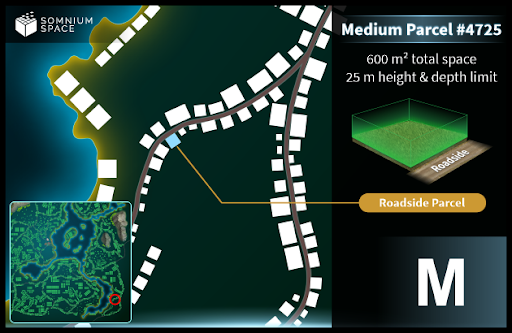 SOMNIUM
SPACE
Medium Parcel #4725
600 m² total space
25 m height & depth limit
Roadside
Roadside Parcel
M